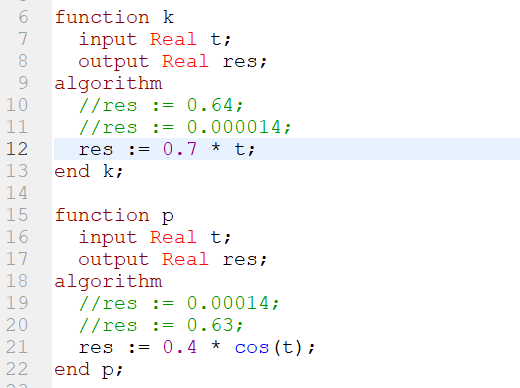 6 function k
7   input Real t;
8   output Real res;
9 algorithm
10   //res := 0.64;
11   //res := 0.000014;
12   res := 0.7 * t;
13 end k;
14
15 function p
16   input Real t;
17   output Real res;
18 algorithm
19   //res := 0.00014;
20   //res := 0.63;
21   res := 0.4 * cos(t);
22 end p;